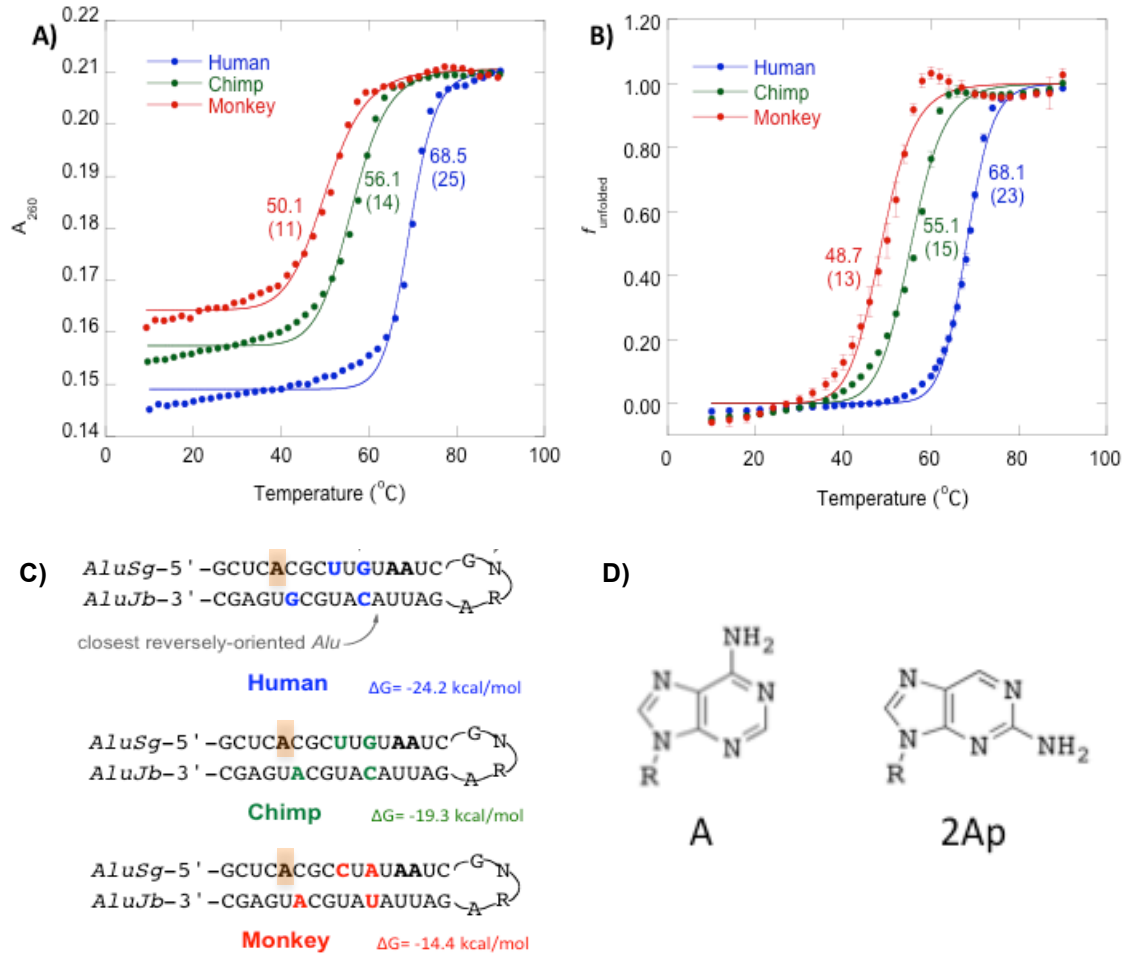 A)
0.22
0.21
0.20
0.19
0.18
0.17
0.16
0.15
0.14
A260
Human
Chimp
Monkey
50.1
(11)
56.1
(14)
68.5
(25)
0 20 40 60 80 100
Temperature (°C)
B)
1.20
1.00
0.80
0.60
0.40
0.20
0.00
funfolded
Human
Chimp
Monkey
48.7
(13)
55.1
(15)
68.1
(23)
0 20 40 60 80 100
Temperature (°C)
C)
AluSg-5'-GCUCACGCUUGUAAUC G N
AluJb-3'-CGAGUGCGUACAUUAG A R
closest reversely-oriented Alu
Human ΔG= -24.2 kcal/mol
AluSg-5'-GCUCACGCUUGUAAUC G N
AluJb-3'-CGAGUACGUACAUUAG A R
Chimp ΔG= -19.3 kcal/mol
AluSg-5'-GCUCACGCCUAUAAUC G N
AluJb-3'-CGAGUACGUAUAUUAG A R
Monkey ΔG= -14.4 kcal/mol
D)
NH2
N N
N N
R
A
N N
N N NH2
R
2Ap